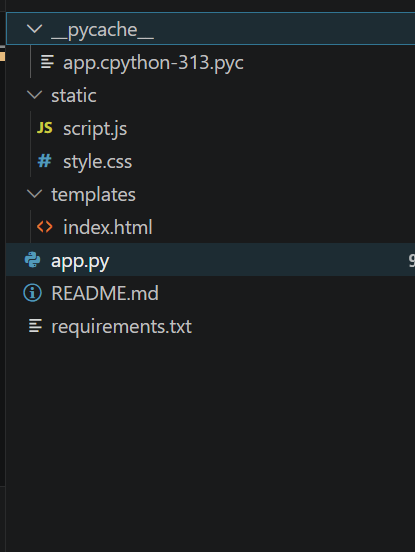 __pycache__
app.cpython-313.pyc
static
JS script.js
# style.css
templates
<> index.html
app.py
README.md
requirements.txt